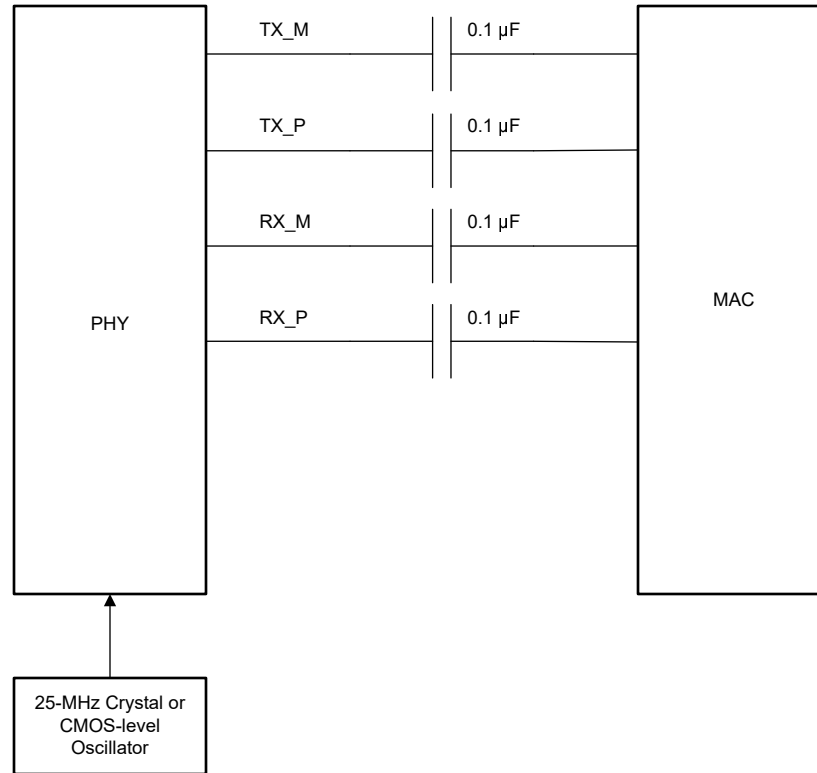 TX_M
0.1 µF
TX_P
0.1 µF
RX_M
0.1 µF
RX_P
0.1 µF
PHY
MAC
25-MHz Crystal or
CMOS-level
Oscillator